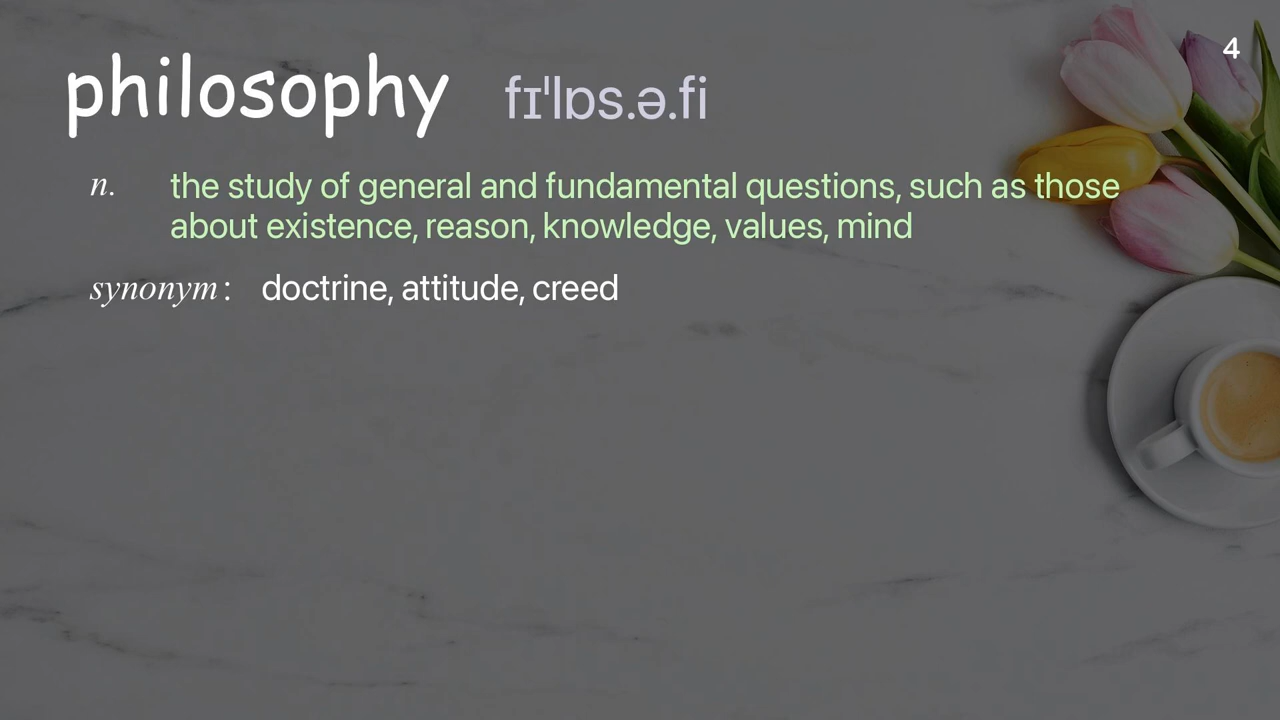 4
philosophy fɪˈlɒs.ə.fi
n. the study of general and fundamental questions, such as those
about existence, reason, knowledge, values, mind
synonym : doctrine, attitude, creed